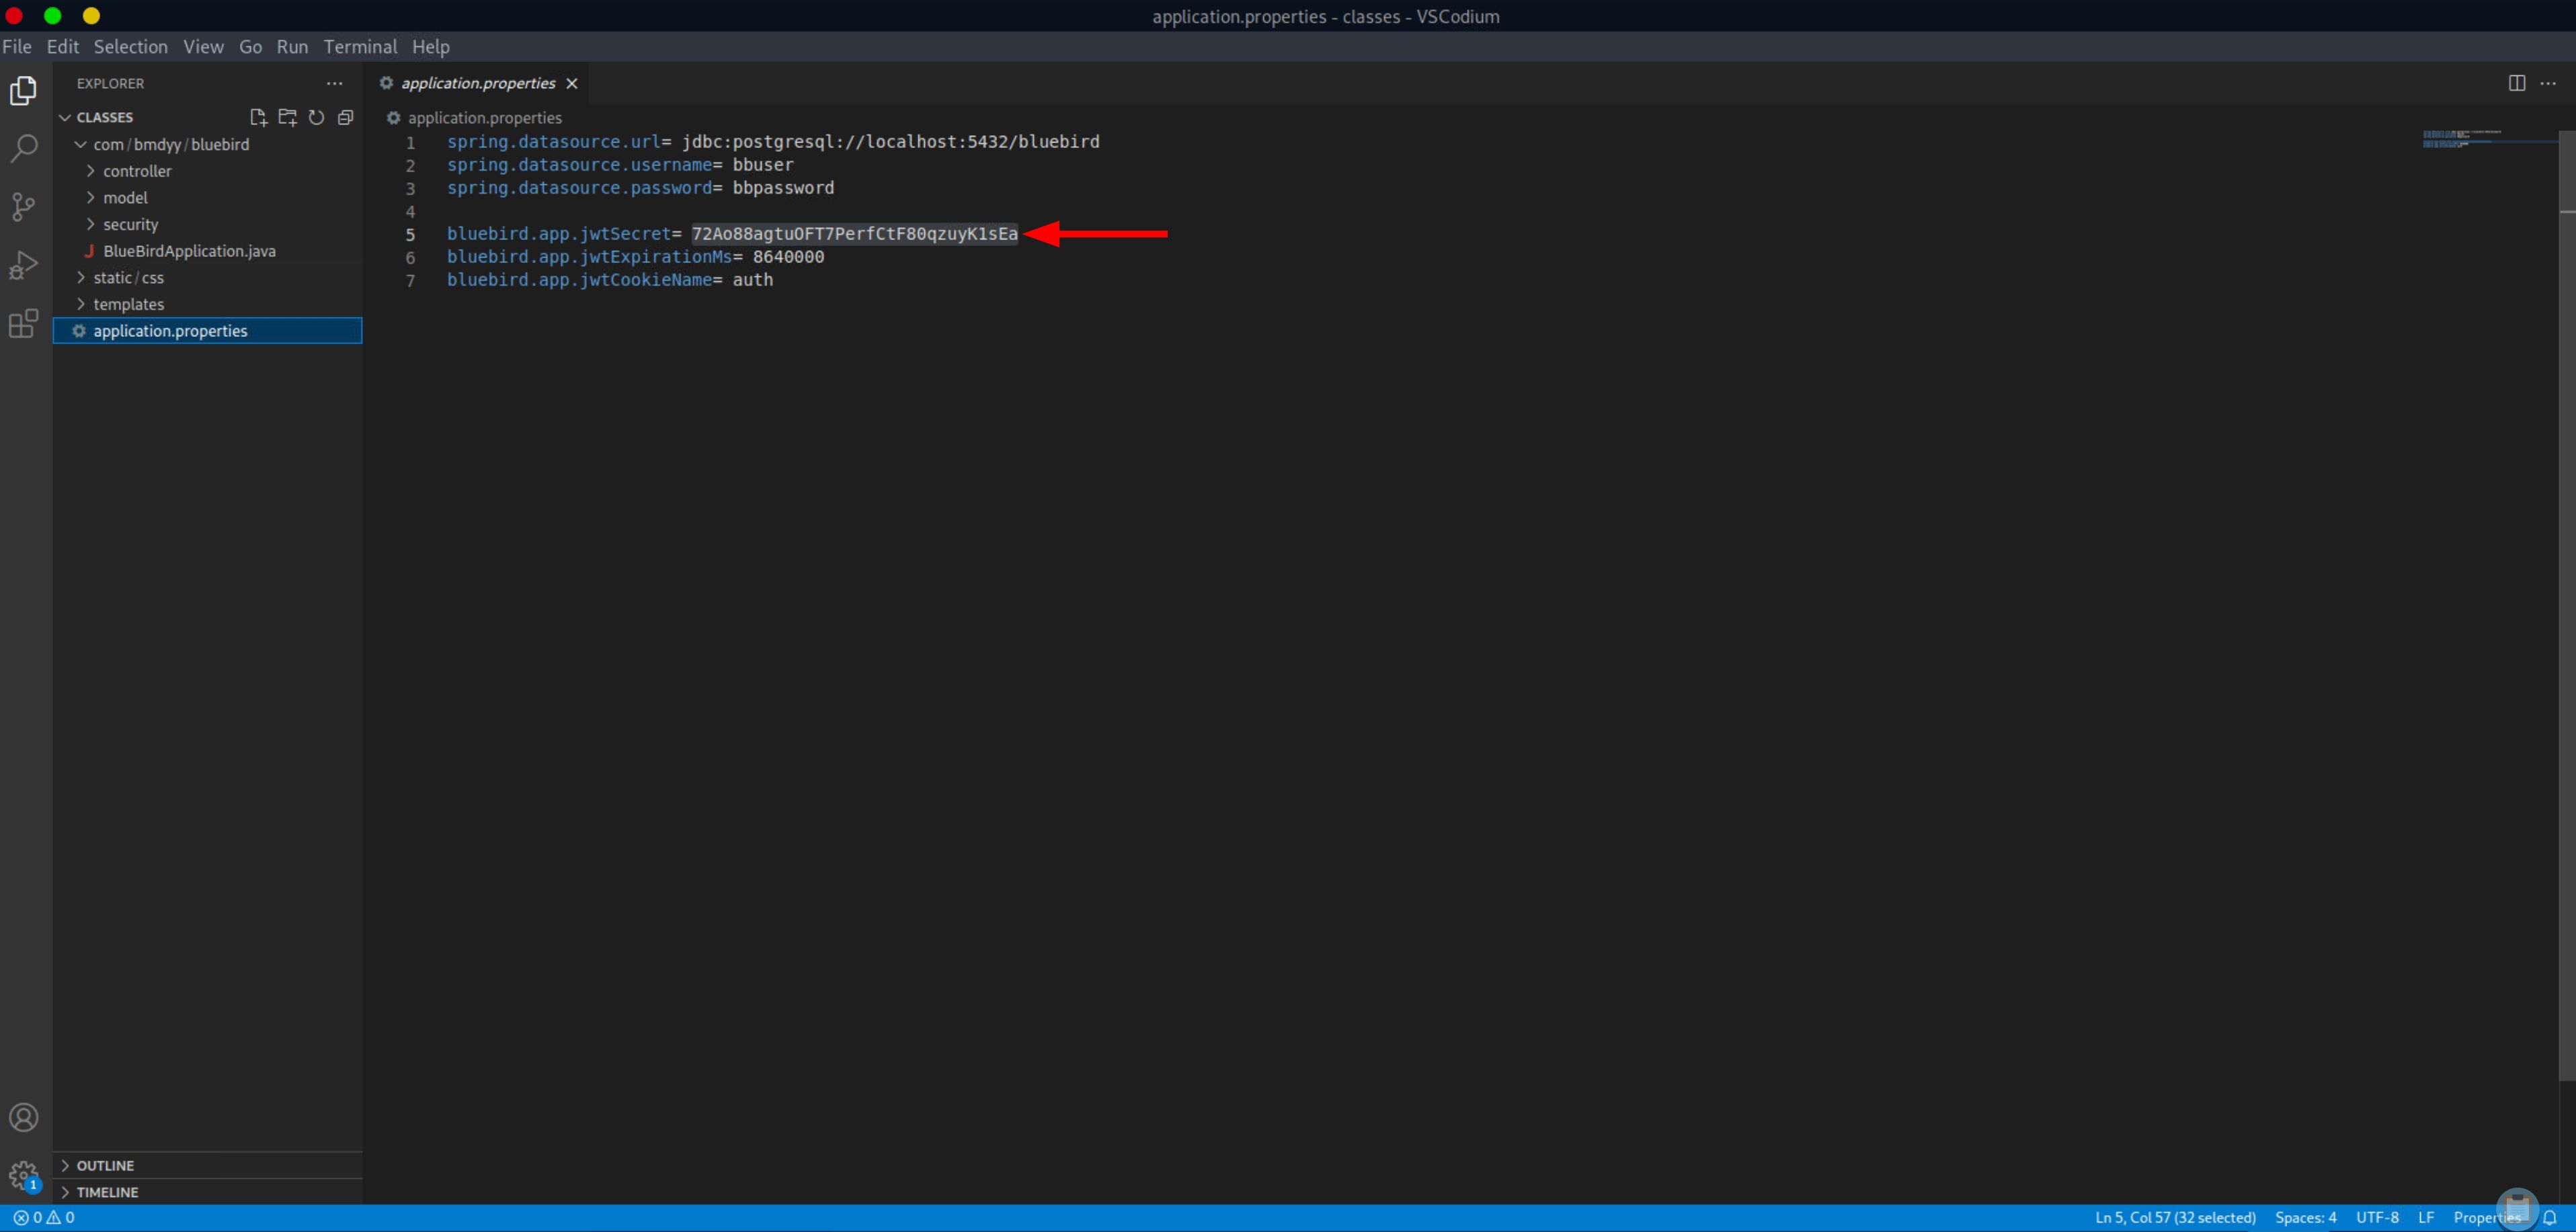 application.properties - classes - VSCodium
File Edit Selection View Go Run Terminal Help
EXPLORER
CLASSES
com / bmdyy / bluebird
controller
model
security
J BlueBirdApplication.java
static / css
templates
application.properties
OUTLINE
TIMELINE
application.properties
application.properties
1 spring.datasource.url= jdbc:postgresql://localhost:5432/bluebird
2 spring.datasource.username= bbuser
3 spring.datasource.password= bbpassword
4
5 bluebird.app.jwtSecret= 72Ao88agtuOFT7PerfCtF80qzuyK1sEa
6 bluebird.app.jwtExpirationMs= 8640000
7 bluebird.app.jwtCookieName= auth
1
0 0
Ln 5, Col 57 (32 selected) Spaces: 4 UTF-8 LF Properties